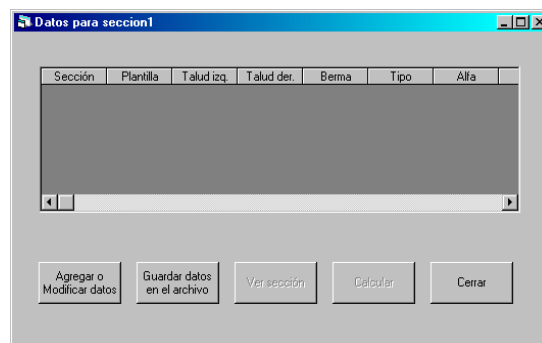 Datos para seccion1
Sección Plantilla Talud izq. Talud der. Berma Tipo Alfa
Agregar o
Modificar datos
Guardar datos
en el archivo
Ver sección
Calcular
Cerrar